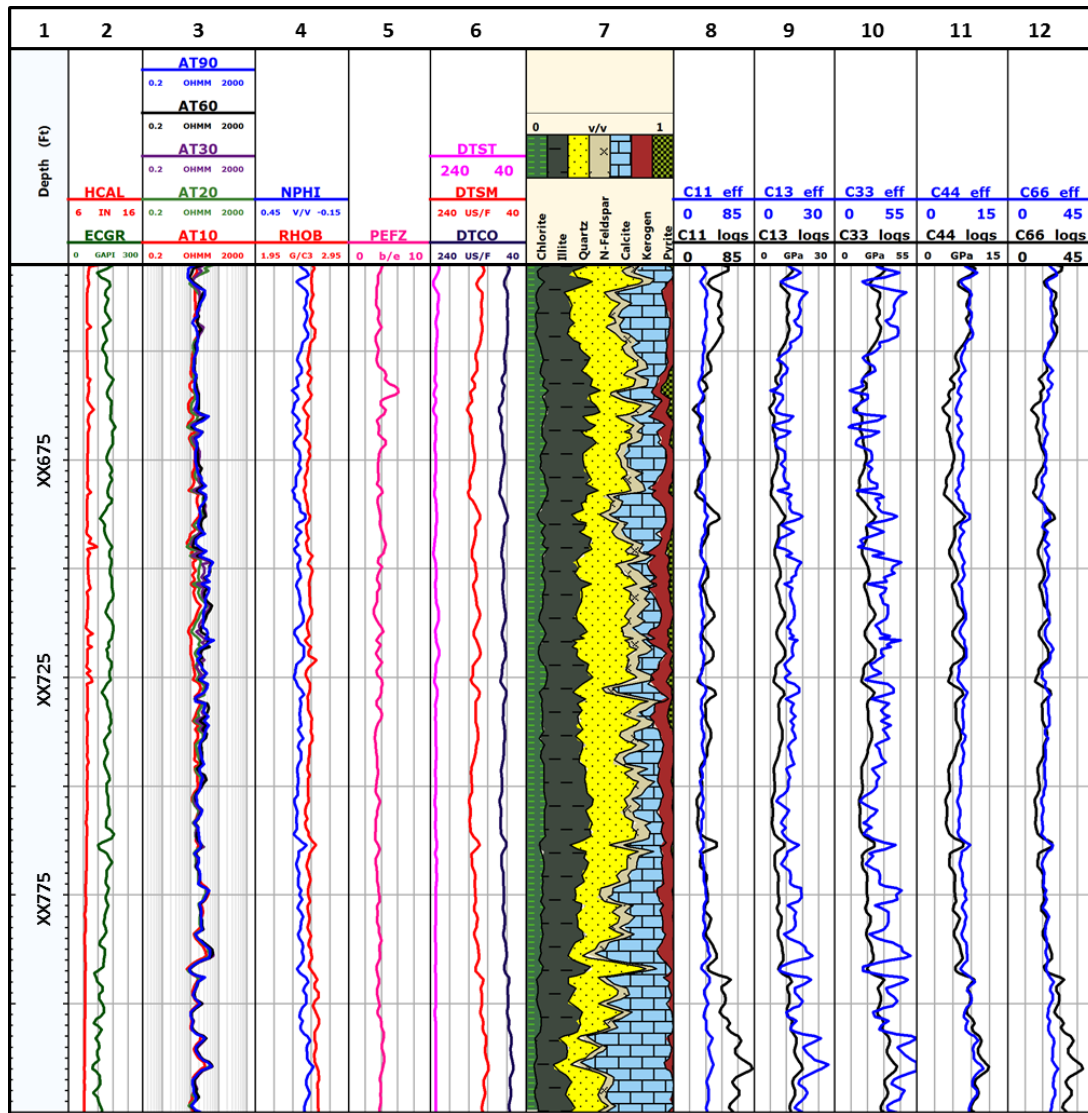 1 2 3 4 5 6 7 8 9 10 11 12
Depth (Ft)
HCAL
6 IN 16
ECGR
0 GAPI 300
AT90
0.2 OHMM 2000
AT60
0.2 OHMM 2000
AT30
0.2 OHMM 2000
AT20
0.2 OHMM 2000
AT10
0.2 OHMM 2000
NPHI
0.45 V/V -0.15
RHOB
1.95 G/C3 2.95
PEFZ
0 b/e 10
DTST
240 40
DTSM
240 US/F 40
DTCO
240 US/F 40
0 v/v 1
Chlorite
Illite
Quartz
N-Feldspar
Calcite
Kerogen
Pyrite
C11 eff
0 85
C11 logs
0 85
C13 eff
0 30
C13 logs
0 GPa 30
C33 eff
0 55
C33 logs
0 GPa 55
C44 eff
0 15
C44 logs
0 GPa 15
C66 eff
0 45
C66 logs
0 45
XX675
XX725
XX775